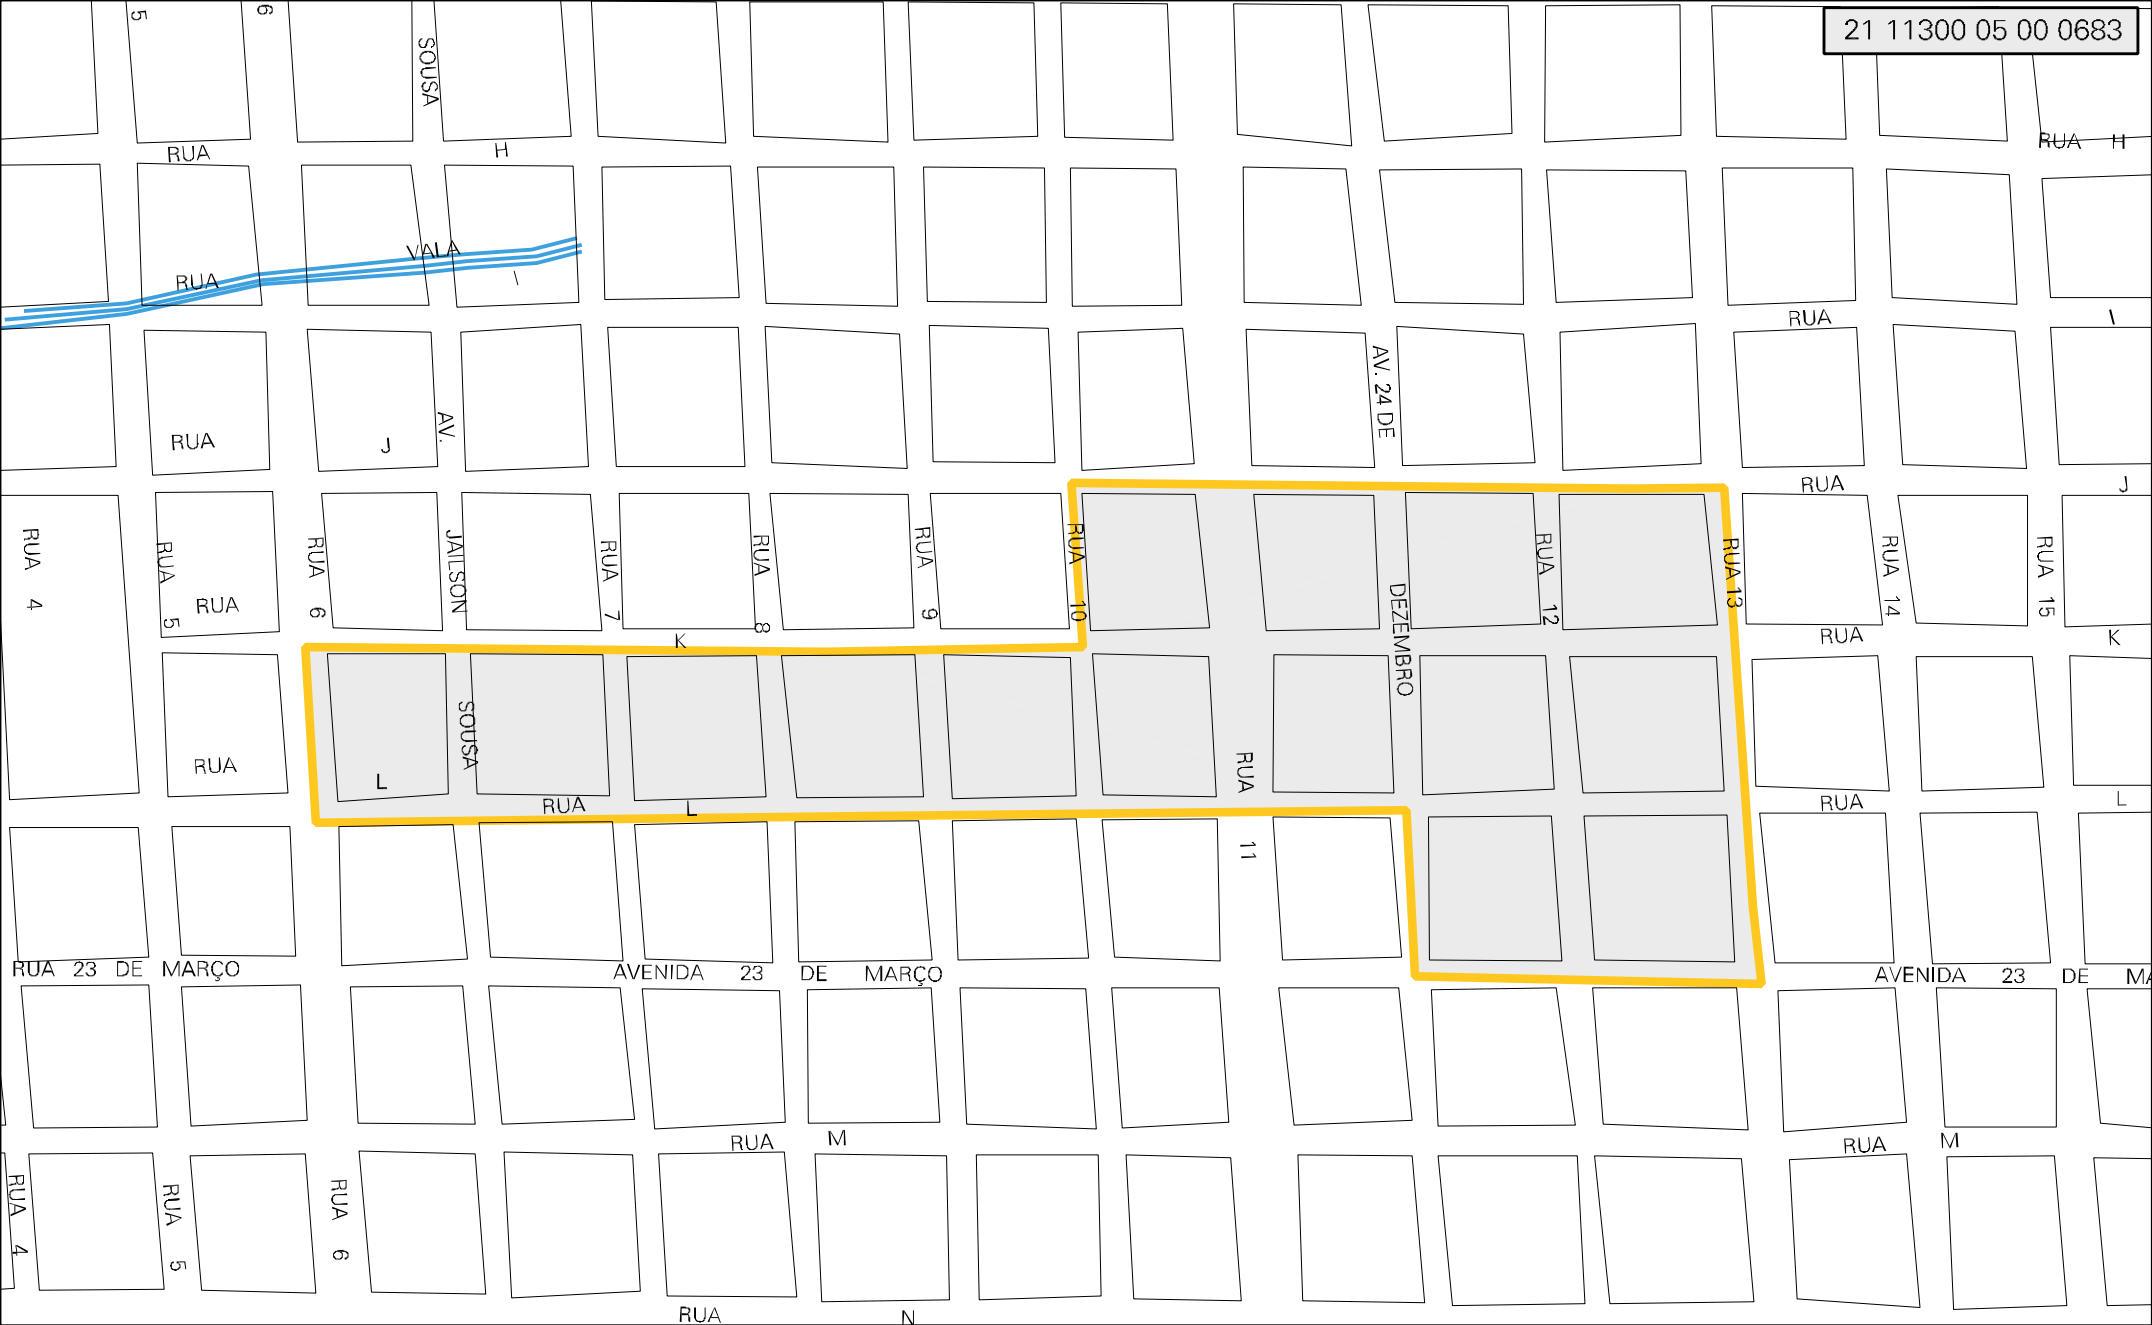 5
6
SOUSA
21 11300 05 00 0683
RUA H
RUA H
VALA
RUA I
RUA I
AV. 24 DE
RUA J
AV.
RUA J
RUA 4
RUA 5
RUA 6
JAILSON
RUA 7
RUA 8
RUA 9
RUA 10
DEZEMBRO
RUA 12
RUA 13
RUA 14
RUA 15
RUA K
RUA K
SOUSA
RUA L
RUA L
RUA 11
RUA L
RUA 23 DE MARÇO
AVENIDA 23 DE MARÇO
AVENIDA 23 DE MA
RUA M
RUA M
RUA 4
RUA 5
RUA 6
RUA N